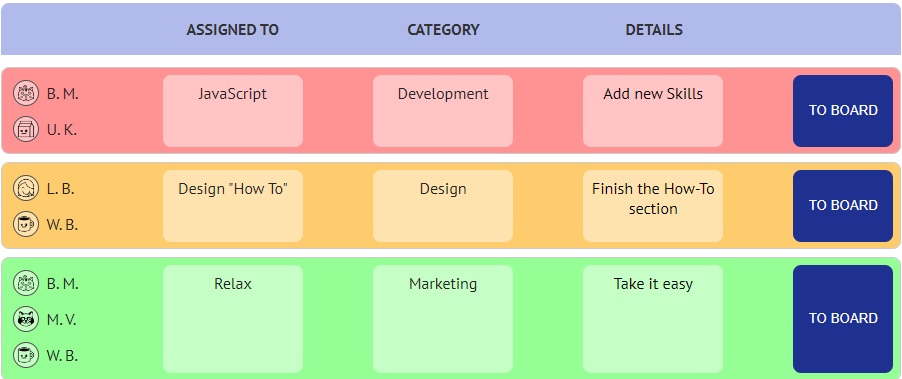 ASSIGNED TO CATEGORY DETAILS
B. M. JavaScript Development Add new Skills TO BOARD
U. K.
L. B. Design "How To" Design Finish the How-To section TO BOARD
W. B.
B. M. Relax Marketing Take it easy TO BOARD
M. V.
W. B.